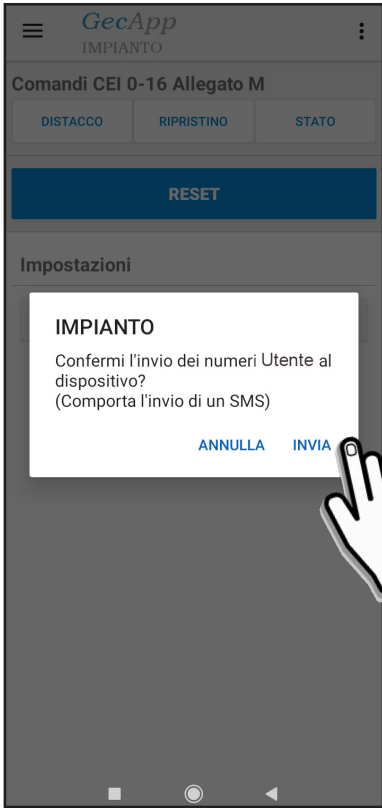 GecApp
IMPIANTO
Comandi CEI 0-16 Allegato M
DISTACCO RIPRISTINO STATO
RESET
Impostazioni
IMPIANTO
Confermi l'invio dei numeri Utente al
dispositivo?
(Comporta l'invio di un SMS)
ANNULLA INVIA